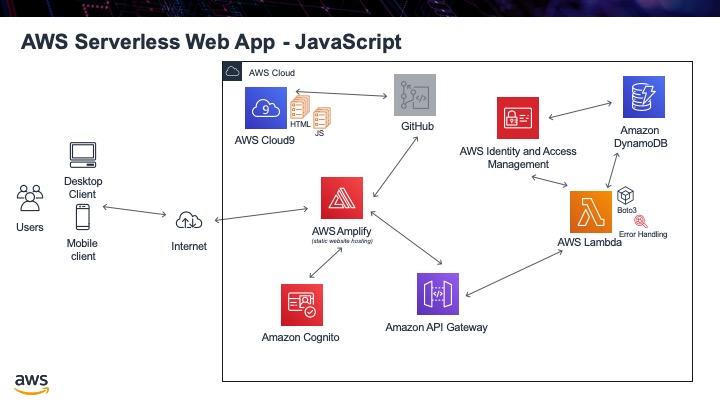 AWS Serverless Web App - JavaScript
AWS Cloud
9
HTML
JS
AWS Cloud9
GitHub
AWS Identity and Access
Management
Amazon
DynamoDB
Desktop
Client
Users
Mobile
client
Internet
AWS Amplify
(static website hosting)
Boto3
Error Handling
AWS Lambda
Amazon Cognito
Amazon API Gateway
aws